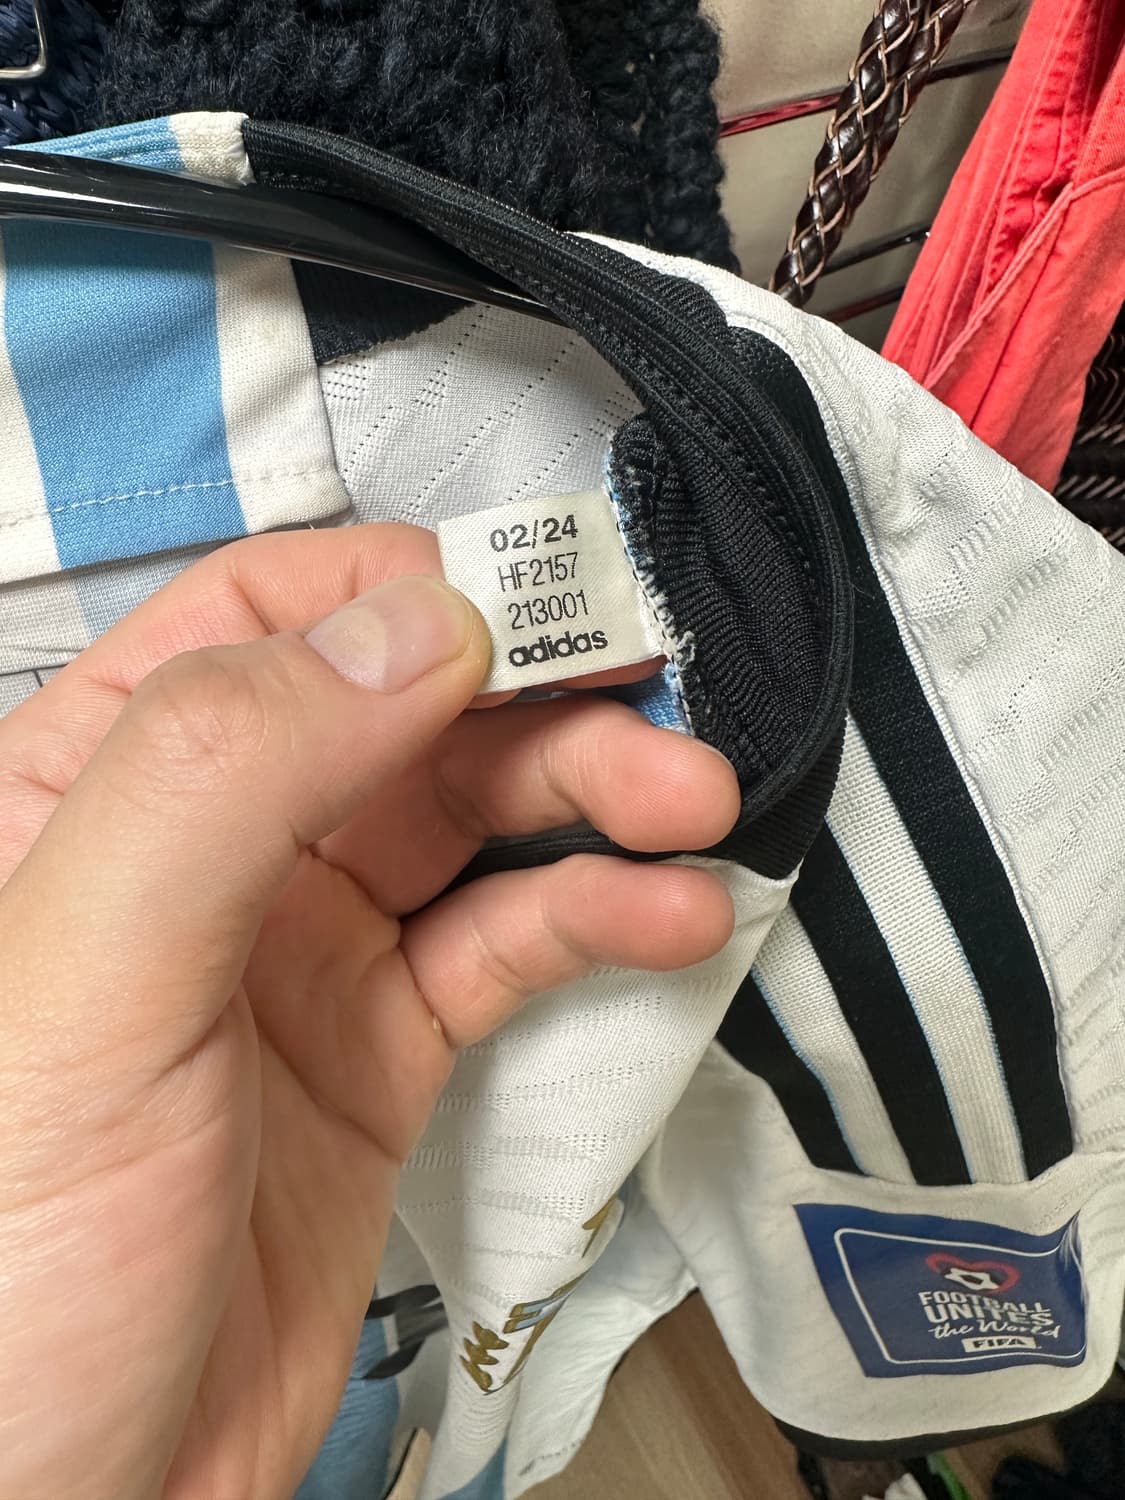 02/24
HF2157
213001
adidas
FOOTBALL
UNITES
the World
FIFA